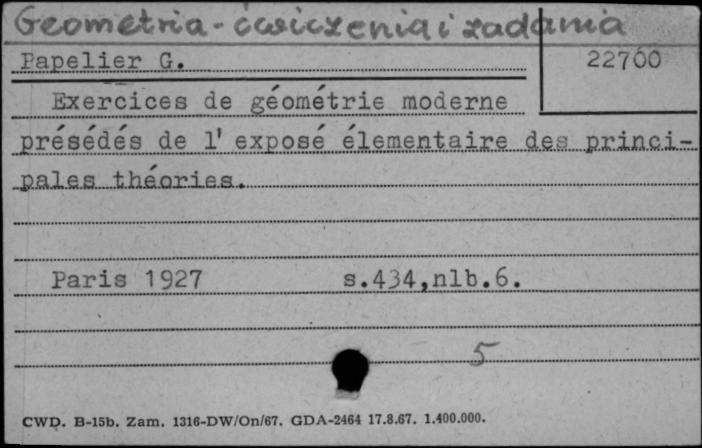 Geometria - ćwiczenia i zadania
Papelier G.
22700
Exercices de géométrie moderne
présédés de l' exposé élementaire des princi-
pales théories.
Paris 1927 s.434,nlb.6.
5
CWD. B-15b. Zam. 1316-DW/On/67. GDA-2464 17.8.67. 1.400.000.